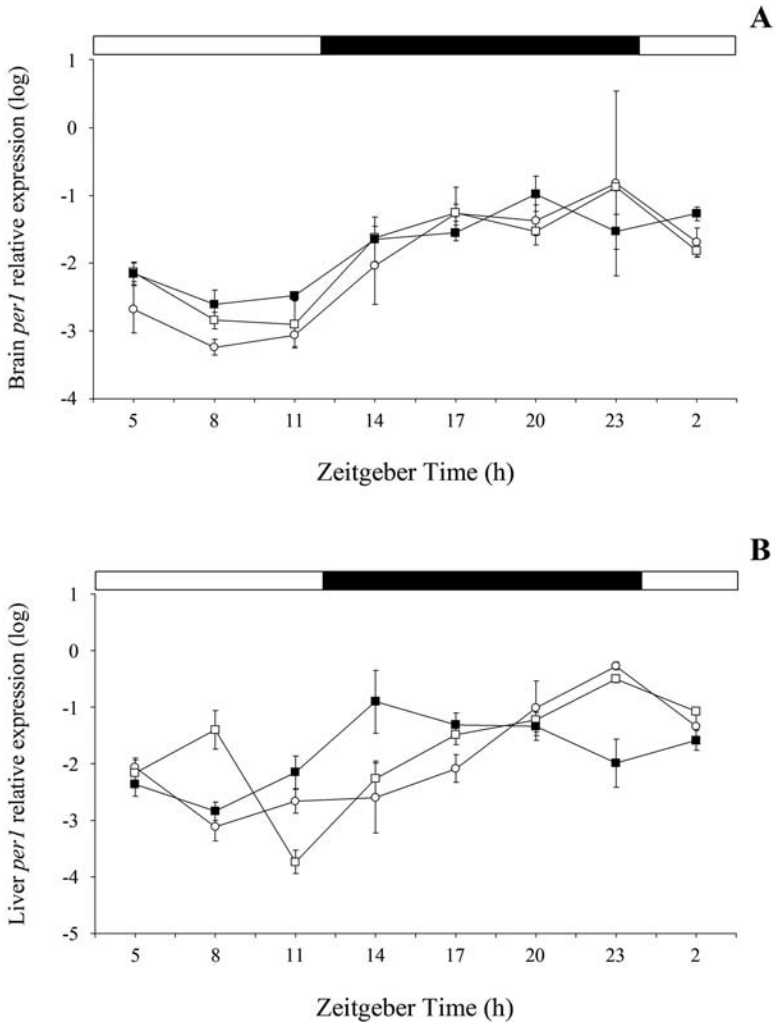 A
Brain per1 relative expression (log)
1
0
-1
-2
-3
-4
5 8 11 14 17 20 23 2
Zeitgeber Time (h)
B
Liver per1 relative expression (log)
1
0
-1
-2
-3
-4
-5
5 8 11 14 17 20 23 2
Zeitgeber Time (h)